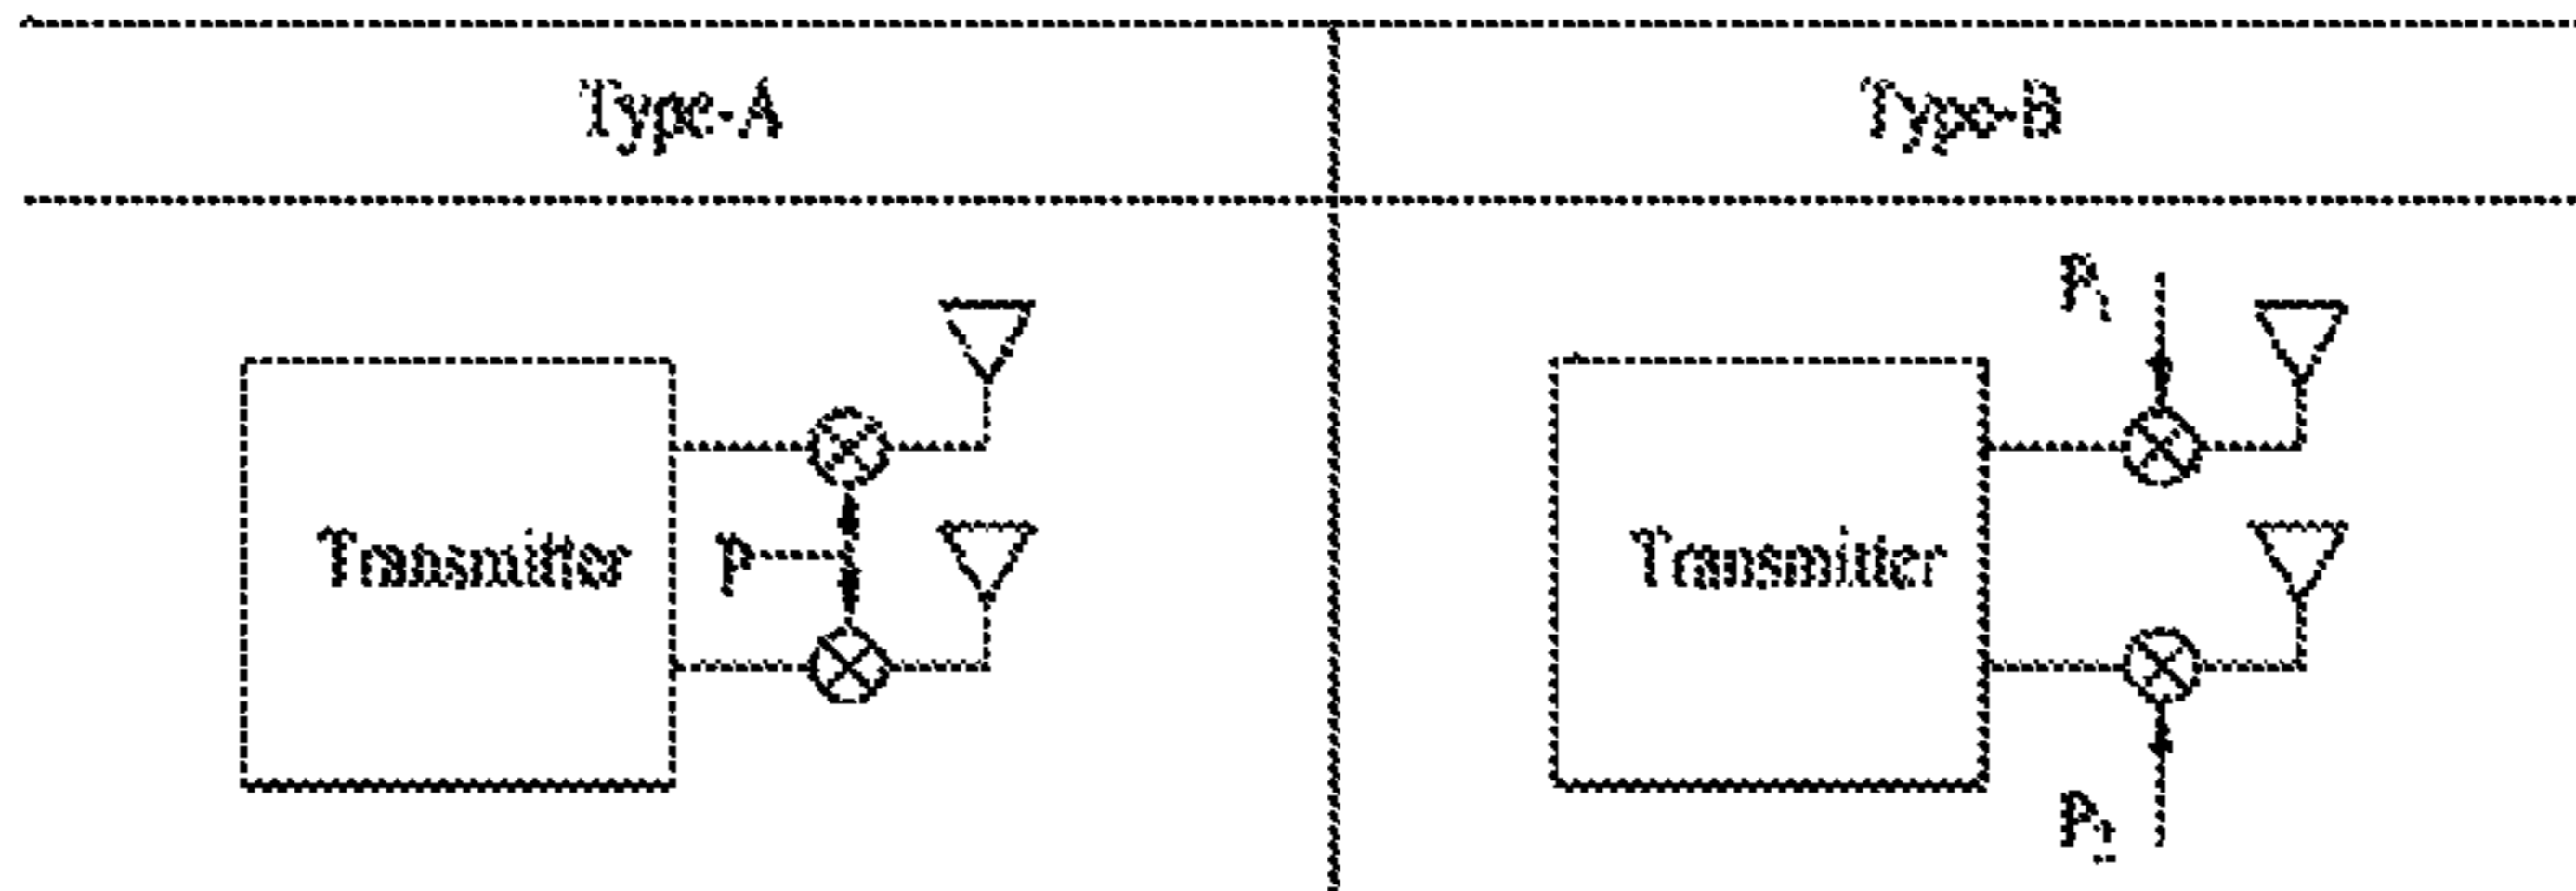 Type-A
Type-B
P₁
Transmitter
P
Transmitter
P₂